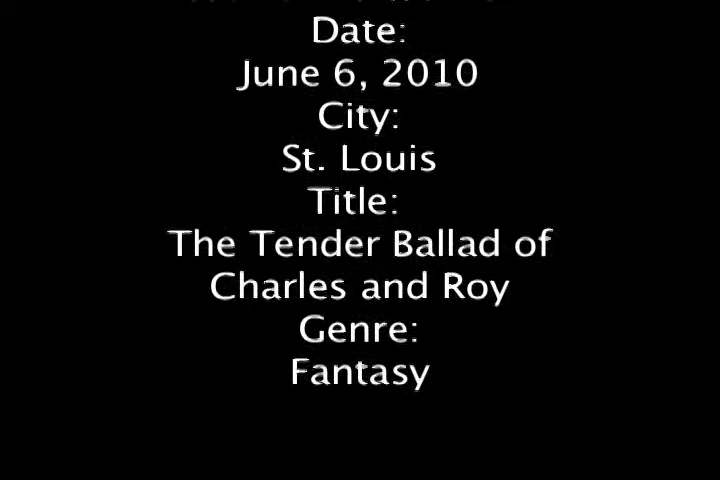 Date:
June 6, 2010
City:
St. Louis
Title:
The Tender Ballad of
Charles and Roy
Genre:
Fantasy